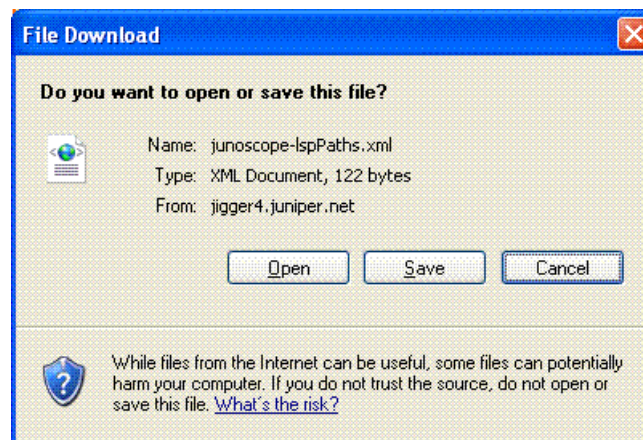 File Download
Do you want to open or save this file?
Name: junoscope-lspPaths.xml
Type: XML Document, 122 bytes
From: jigger4.juniper.net
Open Save Cancel
While files from the Internet can be useful, some files can potentially
harm your computer. If you do not trust the source, do not open or
save this file. What's the risk?